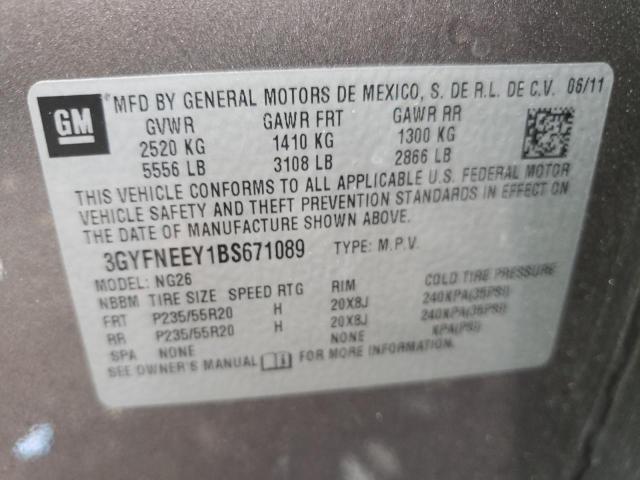 GM
*MFD BY GENERAL MOTORS DE MEXICO, S. DE R.L. DE C.V. 06/11
GVWR GAWR FRT GAWR RR
2520 KG 1410 KG 1300 KG
5556 LB 3108 LB 2866 LB
THIS VEHICLE CONFORMS TO ALL APPLICABLE U.S. FEDERAL MOTOR
VEHICLE SAFETY AND THEFT PREVENTION STANDARDS IN EFFECT ON
THE DATE OF MANUFACTURE SHOWN ABOVE.
3GYFNEEY1BS671089 TYPE: M.P.V.
MODEL: NG26
NBBM TIRE SIZE SPEED RTG RIM COLD TIRE PRESSURE
FRT P235/55R20 H 20X8J 240KPA(35PSI)
RR P235/55R20 H 20X8J 240KPA(35PSI)
SPA NONE NONE KPA(PSI)
SEE OWNER'S MANUAL FOR MORE INFORMATION.